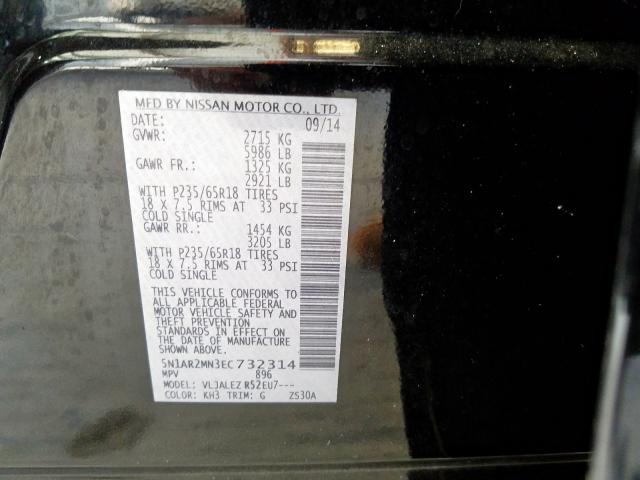 MFD BY NISSAN MOTOR CO., LTD.
DATE: 09/14
GVWR: 2715 KG
5986 LB
GAWR FR.: 1325 KG
2921 LB
WITH P235/65R18 TIRES
18 X 7.5 RIMS AT 33 PSI
COLD SINGLE
GAWR RR.: 1454 KG
3205 LB
WITH P235/65R18 TIRES
18 X 7.5 RIMS AT 33 PSI
COLD SINGLE
THIS VEHICLE CONFORMS TO
ALL APPLICABLE FEDERAL
MOTOR VEHICLE SAFETY AND
THEFT PREVENTION
STANDARDS IN EFFECT ON
THE DATE OF MANUFACTURE
SHOWN ABOVE.
5N1AR2MN3EC732314
MPV 896
MODEL: VLJALEZ R52EU7---
COLOR: KH3 TRIM: G ZS30A